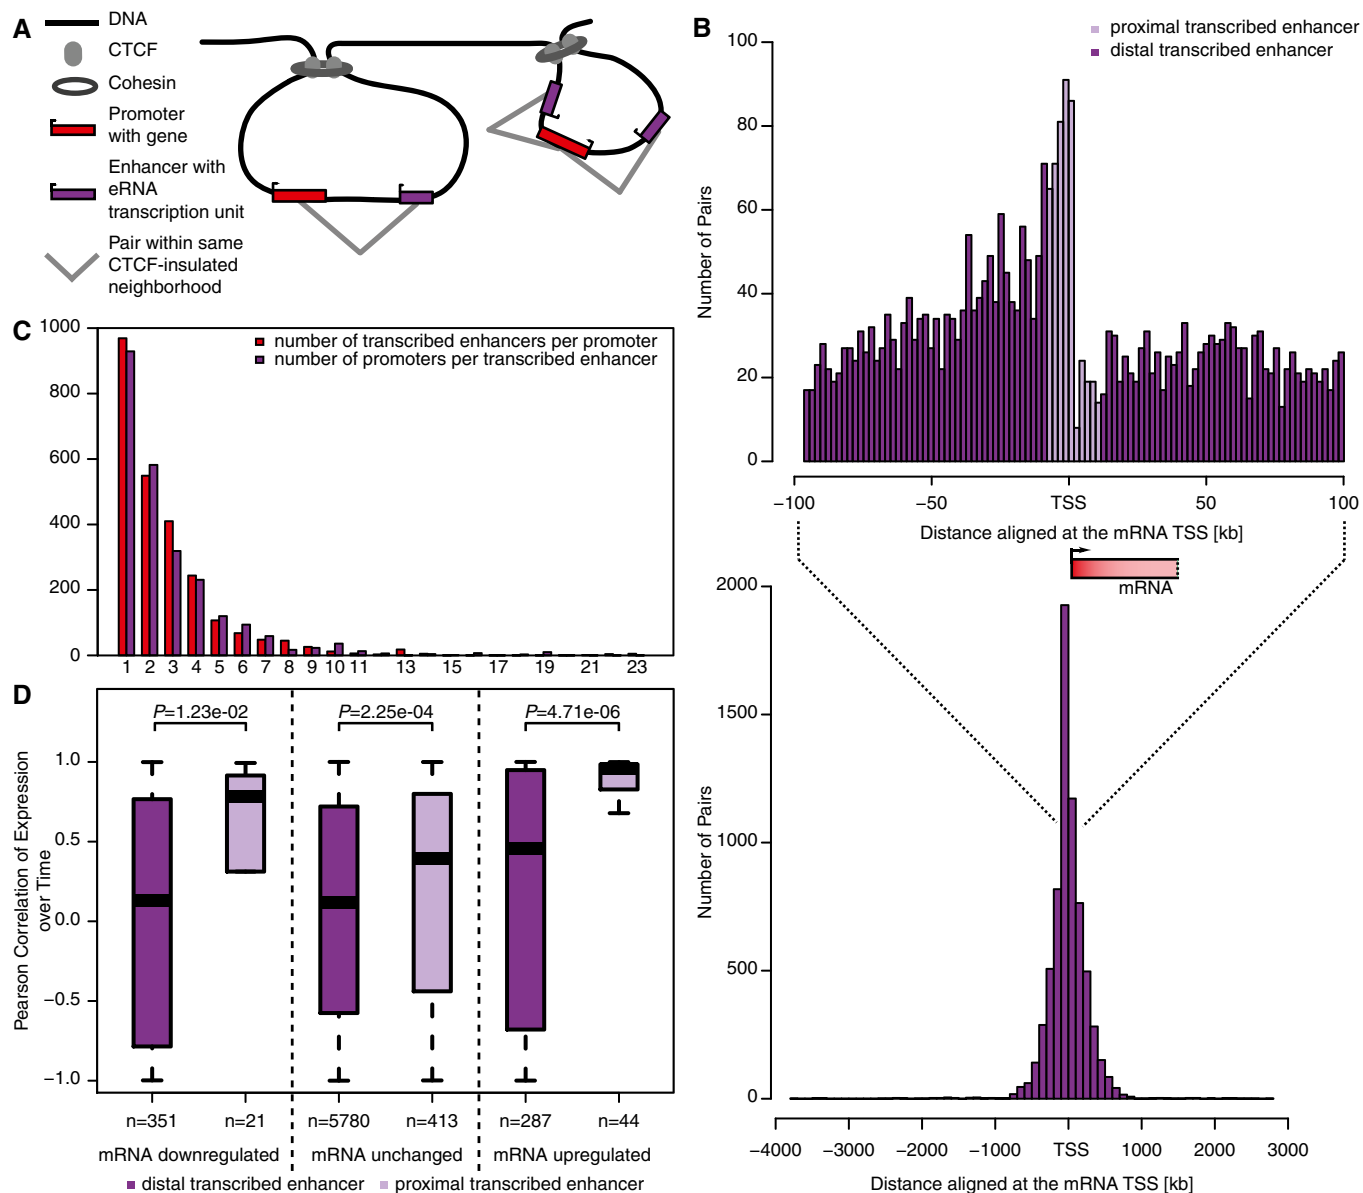 A
DNA
CTCF
Cohesin
Promoter
with gene
Enhancer with
eRNA
transcription unit
Pair within same
CTCF-insulated
neighborhood
B
proximal transcribed enhancer
distal transcribed enhancer
100
80
60
40
20
0
Number of Pairs
−100
−50
TSS
50
100
Distance aligned at the mRNA TSS [kb]
mRNA
2000
1500
1000
500
0
Number of Pairs
−4000
−3000
−2000
−1000
TSS
1000
2000
3000
Distance aligned at the mRNA TSS [kb]
C
1000
800
600
400
200
0
number of transcribed enhancers per promoter
number of promoters per transcribed enhancer
1 2 3 4 5 6 7 8 9 10 11 13 15 17 19 21 23
D
P=1.23e-02
P=2.25e-04
P=4.71e-06
Pearson Correlation of Expression
over Time
1.0
0.5
0.0
−0.5
−1.0
n=351
n=21
n=5780
n=413
n=287
n=44
mRNA downregulated
mRNA unchanged
mRNA upregulated
distal transcribed enhancer
proximal transcribed enhancer